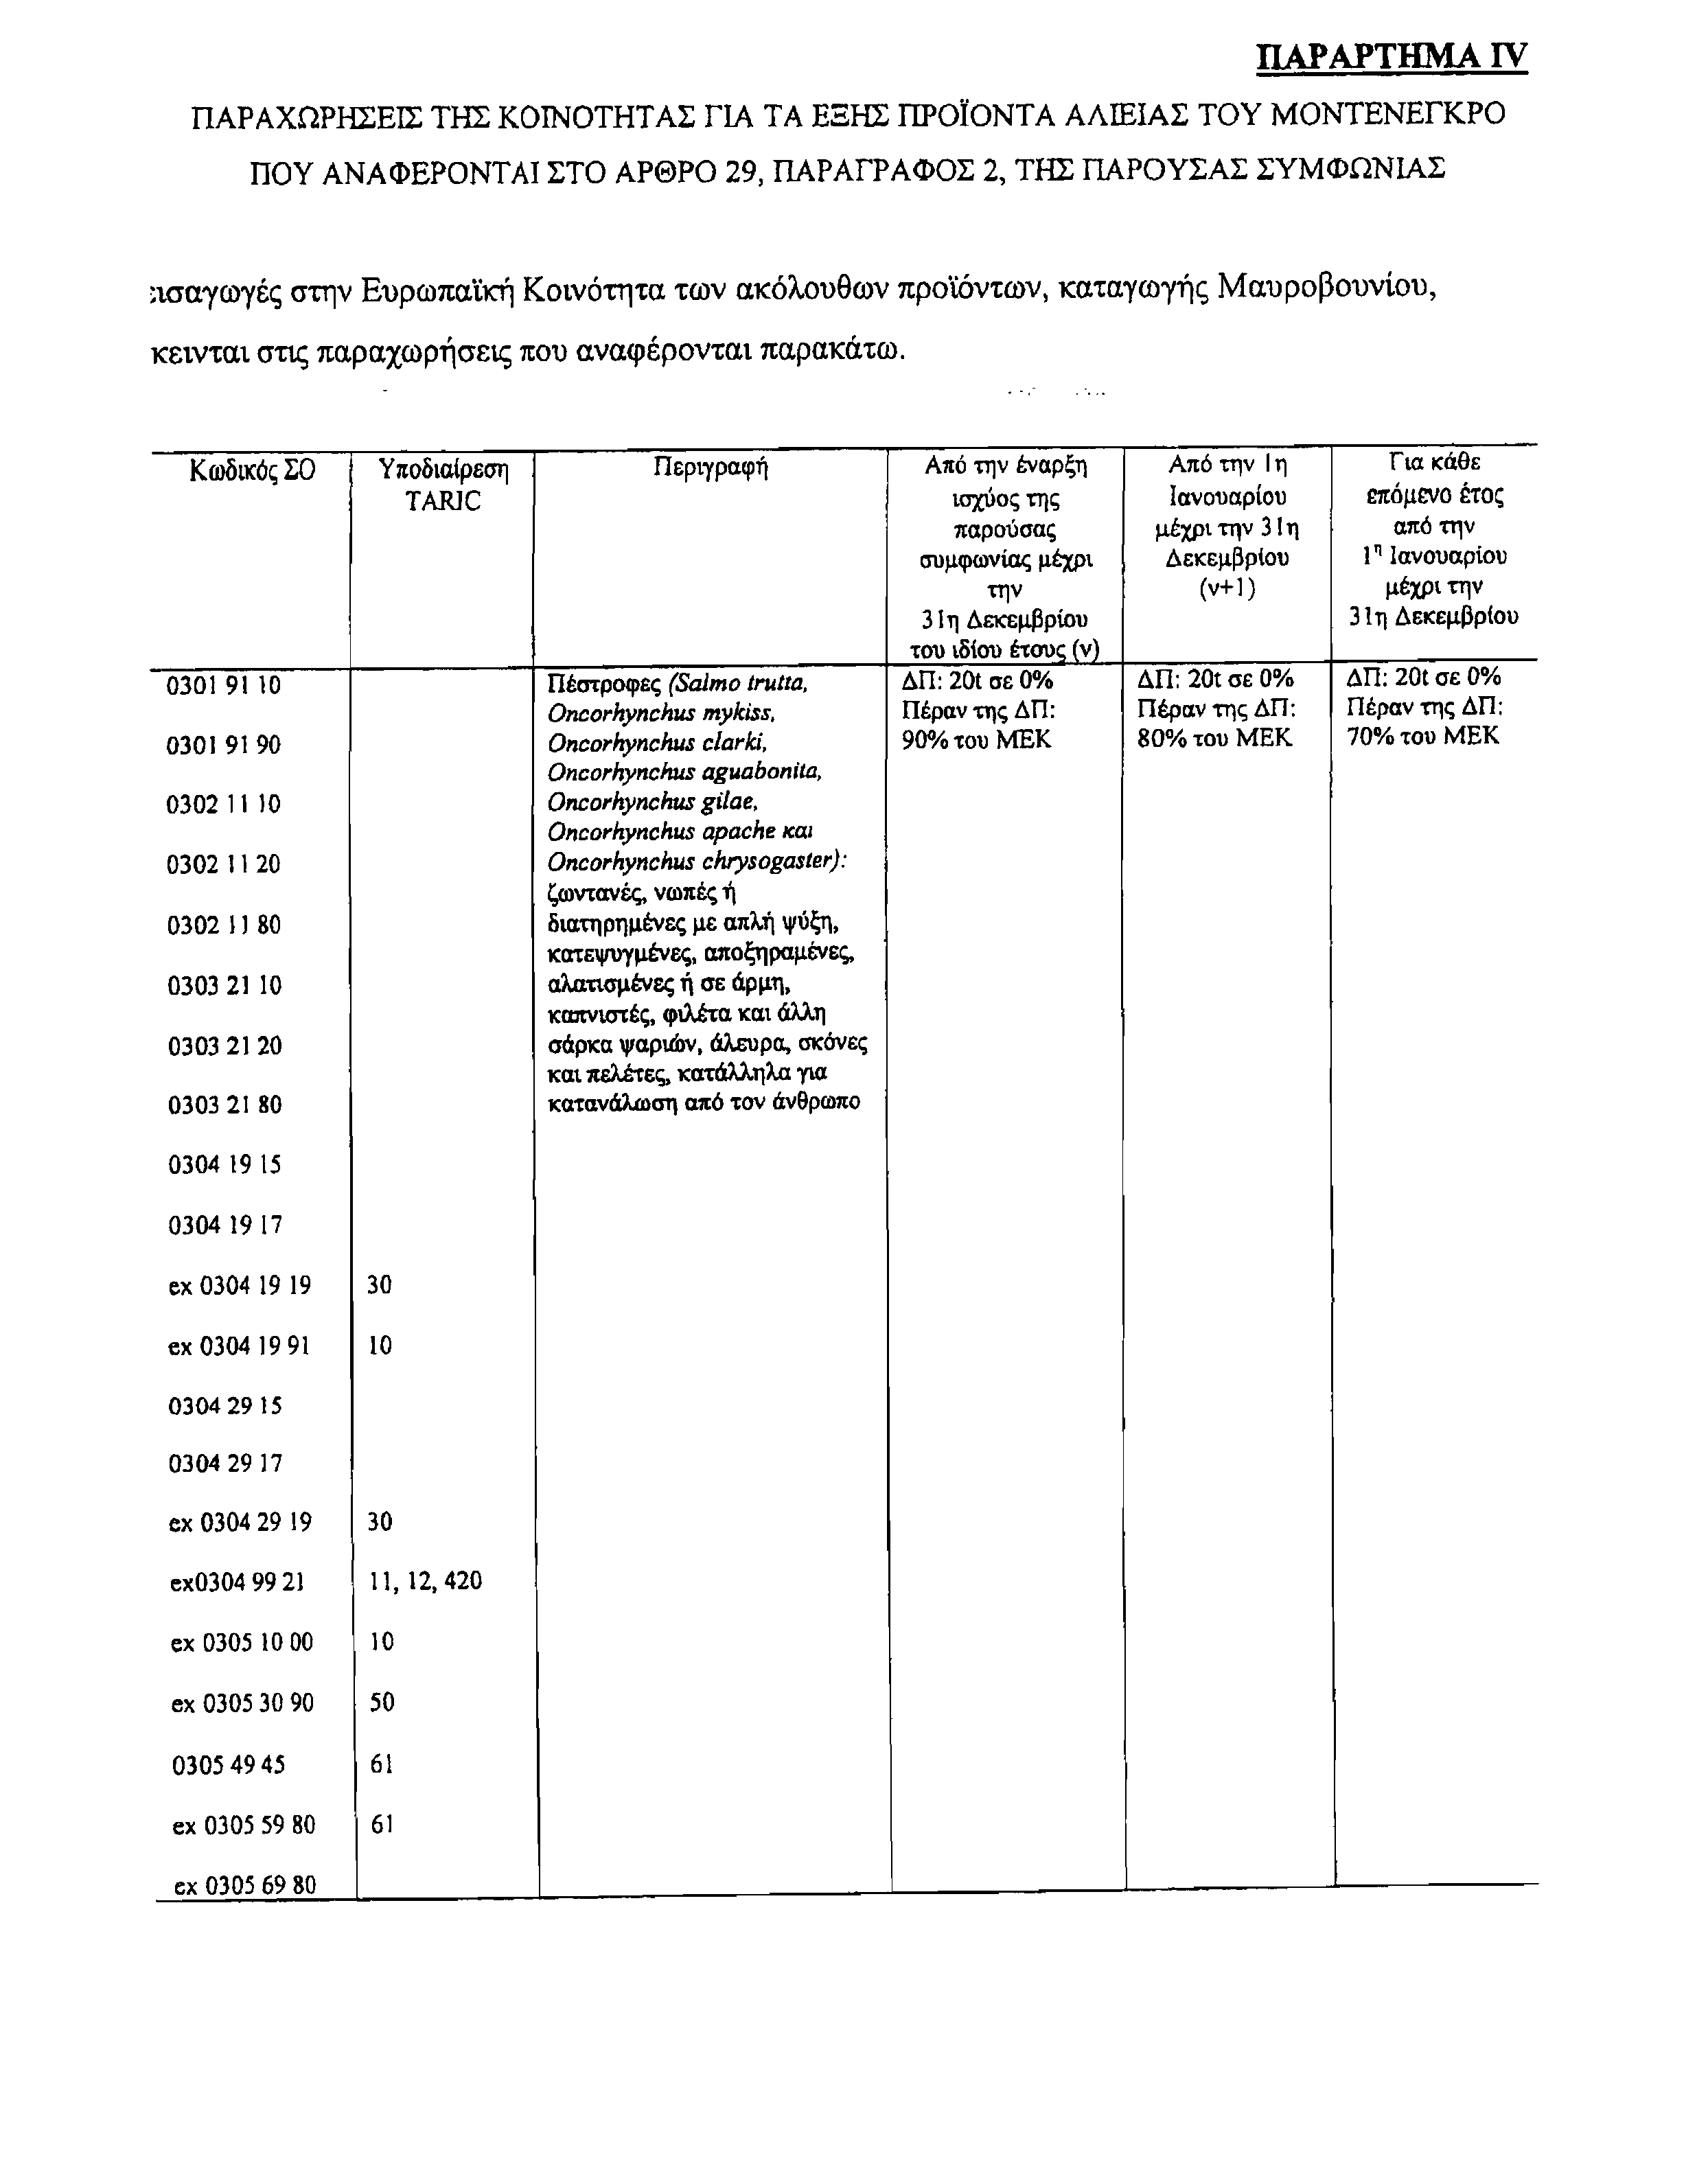 ΠΑΡΑΡΤΗΜΑ IV
ΠΑΡΑΧΩΡΗΣΕΙΣ ΤΗΣ ΚΟΙΝΟΤΗΤΑΣ ΓΙΑ ΤΑ ΕΞΗΣ ΠΡΟΪΟΝΤΑ ΑΛΙΕΙΑΣ ΤΟΥ ΜΟΝΤΕΝΕΓΚΡΟ
ΠΟΥ ΑΝΑΦΕΡΟΝΤΑΙ ΣΤΟ ΑΡΘΡΟ 29, ΠΑΡΑΓΡΑΦΟΣ 2, ΤΗΣ ΠΑΡΟΥΣΑΣ ΣΥΜΦΩΝΙΑΣ
εισαγωγές στην Ευρωπαϊκή Κοινότητα των ακόλουθων προϊόντων, καταγωγής Μαυροβουνίου,
κεινται στις παραχωρήσεις που αναφέρονται παρακάτω.
Κωδικός ΣΟ
Υποδιαίρεση
TARIC
Περιγραφή
Από την έναρξη
ισχύος της
παρούσας
συμφωνίας μέχρι
την
31η Δεκεμβρίου
του ιδίου έτους (ν)
Από την 1η
Ιανουαρίου
μέχρι την 31η
Δεκεμβρίου
(ν+1)
Για κάθε
επόμενο έτος
από την
1η Ιανουαρίου
μέχρι την
31η Δεκεμβρίου
0301 91 10
0301 91 90
0302 11 10
0302 11 20
0302 11 80
0303 21 10
0303 21 20
0303 21 80
0304 19 15
0304 19 17
ex 0304 19 19 30
ex 0304 19 91 10
0304 29 15
0304 29 17
ex 0304 29 19 30
ex0304 99 21 11, 12, 420
ex 0305 10 00 10
ex 0305 30 90 50
0305 49 45 61
ex 0305 59 80 61
ex 0305 69 80
Πέστροφες (Salmo trutta,
Oncorhynchus mykiss,
Oncorhynchus clarki,
Oncorhynchus aguabonita,
Oncorhynchus gilae,
Oncorhynchus apache και
Oncorhynchus chrysogaster):
ζωντανές, νωπές ή
διατηρημένες με απλή ψύξη,
κατεψυγμένες, αποξηραμένες,
αλατισμένες ή σε άρμη,
καπνιστές, φιλέτα και άλλη
σάρκα ψαριών, άλευρα, σκόνες
και πελέτες, κατάλληλα για
κατανάλωση από τον άνθρωπο
ΔΠ: 20t σε 0%
Πέραν της ΔΠ:
90% του ΜΕΚ
ΔΠ: 20t σε 0%
Πέραν της ΔΠ:
80% του ΜΕΚ
ΔΠ: 20t σε 0%
Πέραν της ΔΠ:
70% του ΜΕΚ